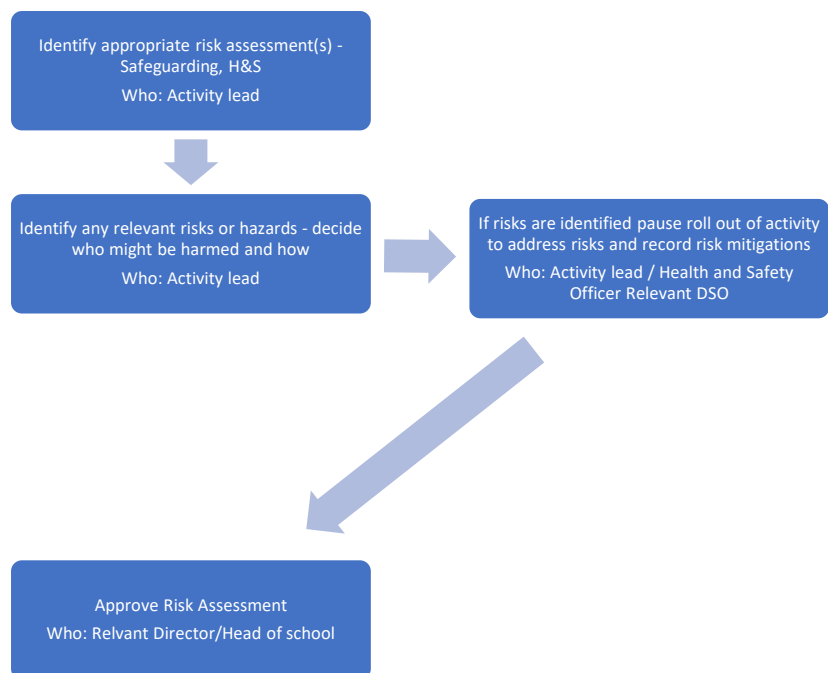 Identify appropriate risk assessment(s) -
Safeguarding, H&S
Who: Activity lead
Identify any relevant risks or hazards - decide
who might be harmed and how
Who: Activity lead
If risks are identified pause roll out of activity
to address risks and record risk mitigations
Who: Activity lead / Health and Safety
Officer Relevant DSO
Approve Risk Assessment
Who: Relvant Director/Head of school